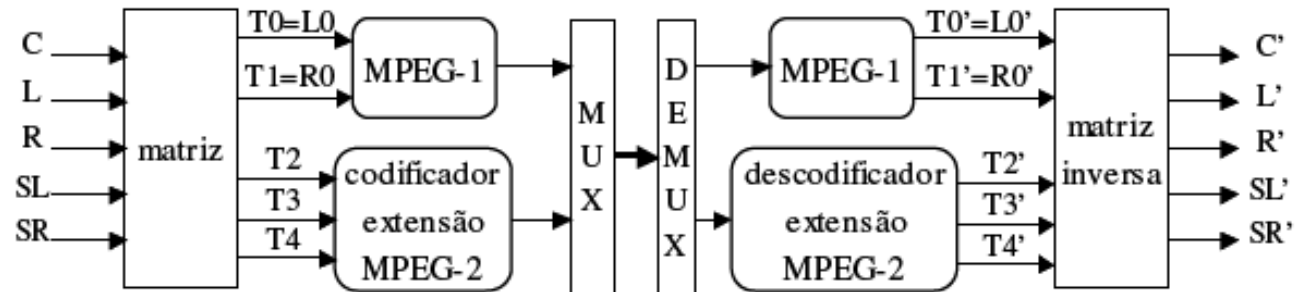 C
L
R
SL
SR
matriz
T0=L0
T1=R0
T2
T3
T4
MPEG-1
codificador
extensão
MPEG-2
M
U
X
D
E
M
U
X
MPEG-1
descodificador
extensão
MPEG-2
T0'=L0'
T1'=R0'
T2'
T3'
T4'
matriz
inversa
C'
L'
R'
SL'
SR'